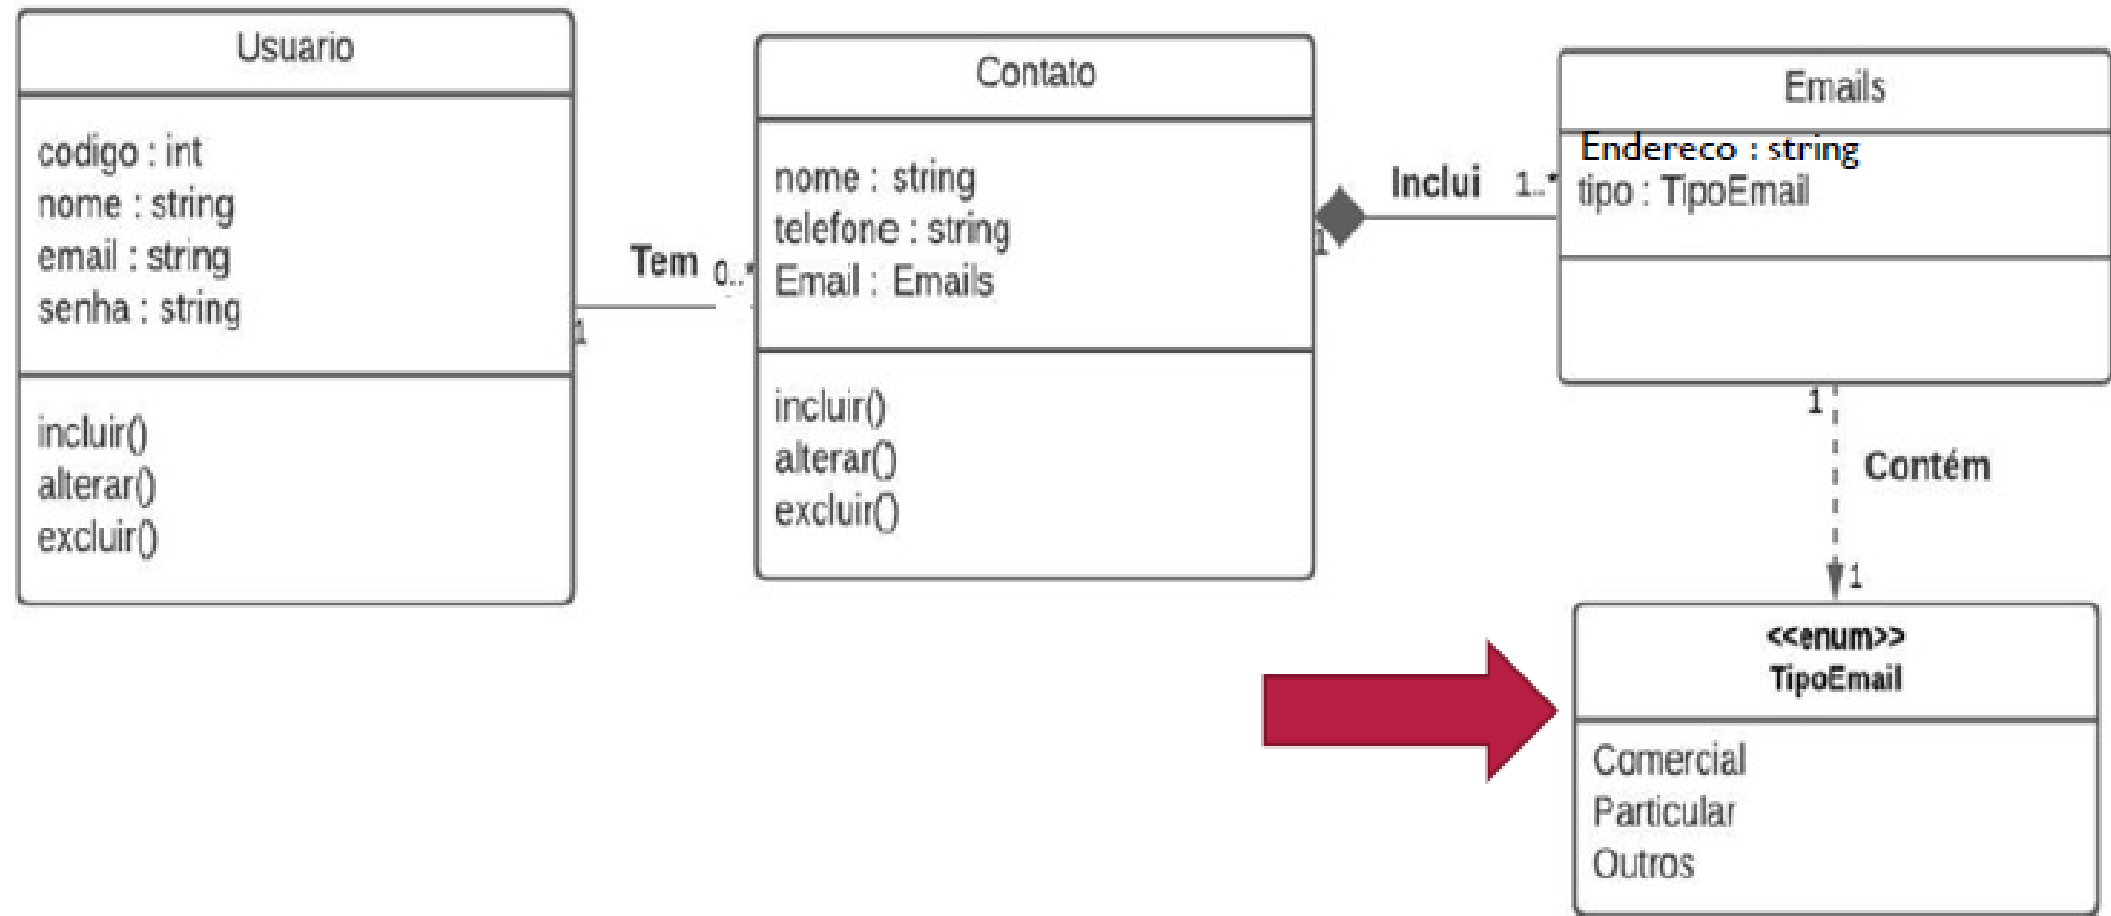 Usuario
codigo : int
nome : string
email : string
senha : string
incluir()
alterar()
excluir()
1
Tem
0..*
Contato
nome : string
telefone : string
Email : Emails
incluir()
alterar()
excluir()
1
Inclui
1..*
Emails
Endereco : string
tipo : TipoEmail
1
Contém
1
<<enum>>
TipoEmail
Comercial
Particular
Outros